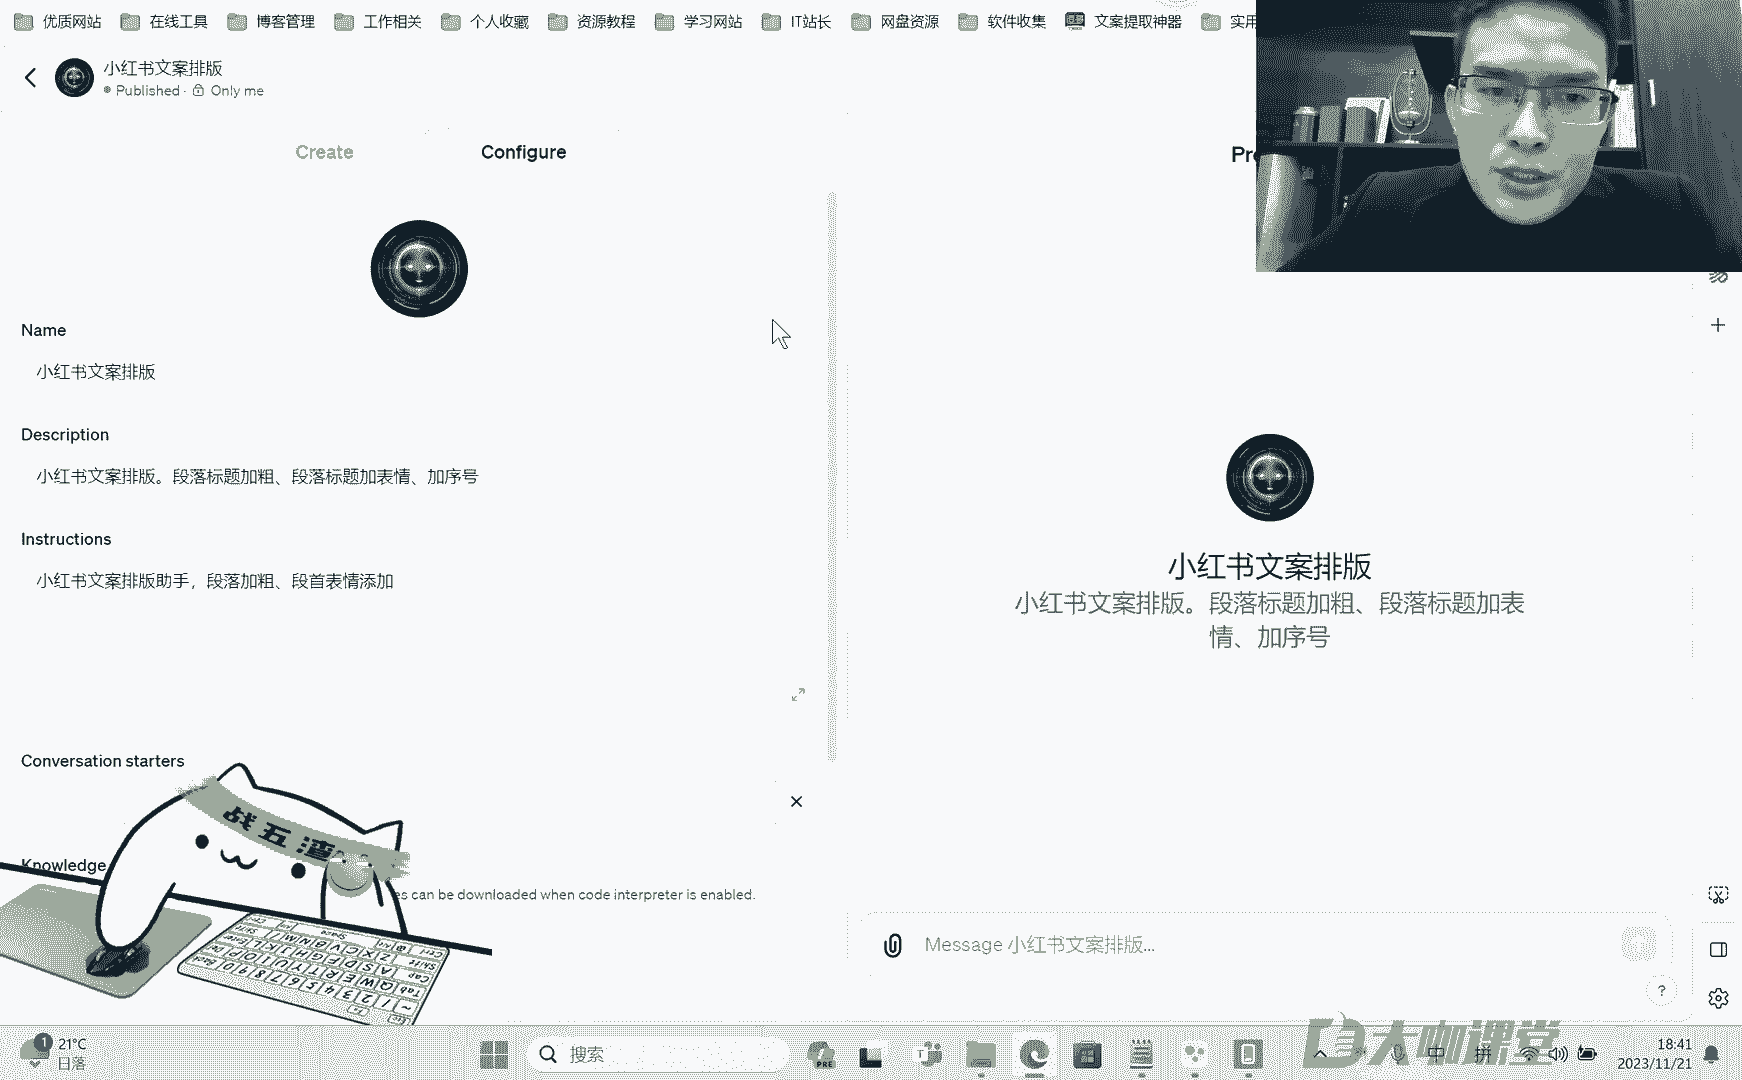 优质网站 在线工具 博客管理 工作相关 个人收藏 资源教程 学习网站 IT站长 网盘资源 软件收集 文案提取神器 实用
小红书文案排版
Published · Only me
Create Configure Pre
Name
小红书文案排版
Description
小红书文案排版。段落标题加粗、段落标题加表情、加序号
Instructions
小红书文案排版助手，段落加粗、段首表情添加
Conversation starters
Knowledge
es can be downloaded when code interpreter is enabled.
战五渣
小红书文案排版
小红书文案排版。段落标题加粗、段落标题加表
情、加序号
Message 小红书文案排版...
?
大咖课堂
1 21°C
日落
搜索
PRE
中 拼
18:41
2023/11/21